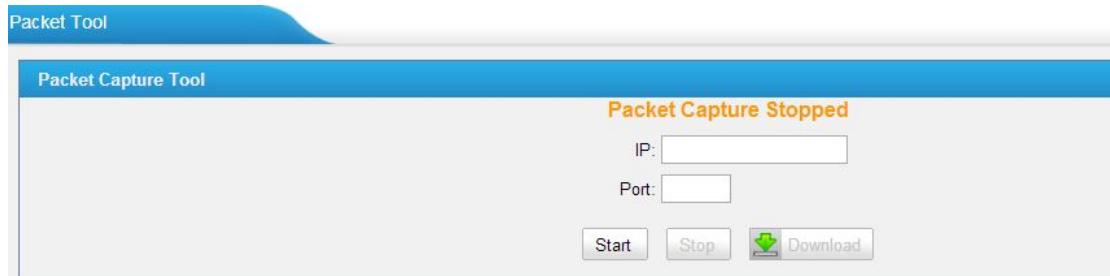 Packet Tool
Packet Capture Tool
Packet Capture Stopped
IP:
Port:
Start Stop Download